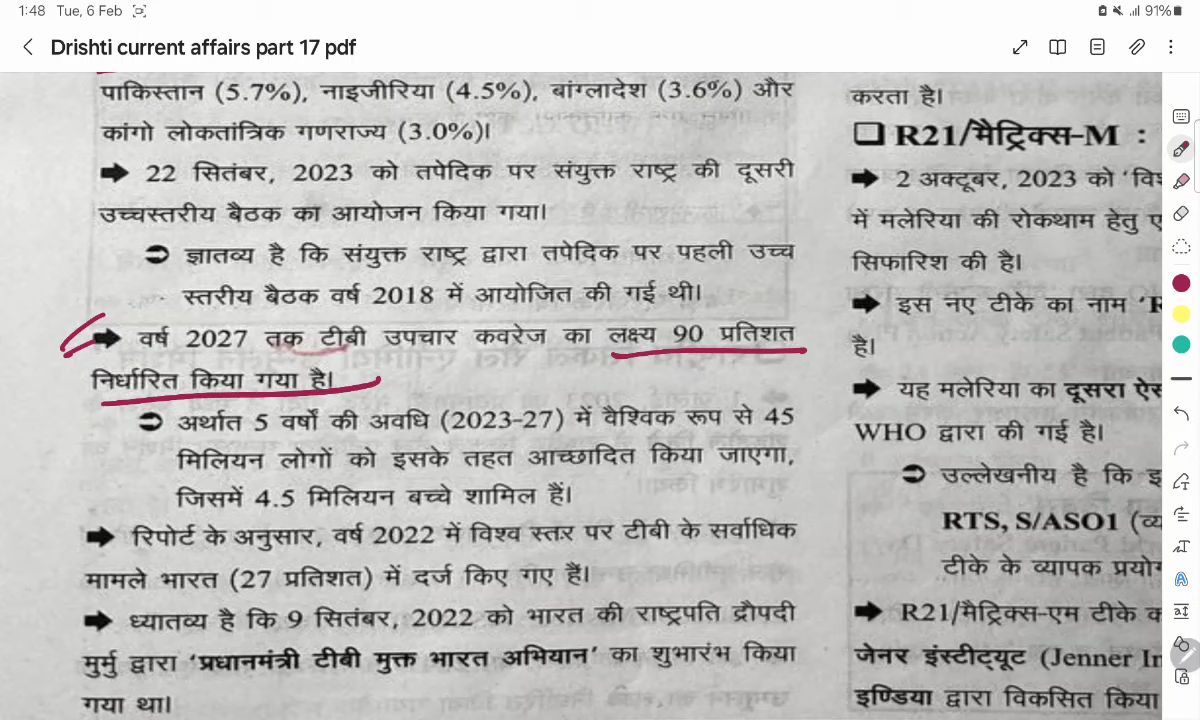 1:48 Tue, 6 Feb
91%
Drishti current affairs part 17 pdf
पाकिस्तान (5.7%), नाइजीरिया (4.5%), बांग्लादेश (3.6%) और
कांगो लोकतांत्रिक गणराज्य (3.0%)।
22 सितंबर, 2023 को तपेदिक पर संयुक्त राष्ट्र की दूसरी
उच्चस्तरीय बैठक का आयोजन किया गया।
ज्ञातव्य है कि संयुक्त राष्ट्र द्वारा तपेदिक पर पहली उच्च
स्तरीय बैठक वर्ष 2018 में आयोजित की गई थी।
वर्ष 2027 तक टीबी उपचार कवरेज का लक्ष्य 90 प्रतिशत
निर्धारित किया गया है।
अर्थात 5 वर्षों की अवधि (2023-27) में वैश्विक रूप से 45
मिलियन लोगों को इसके तहत आच्छादित किया जाएगा,
जिसमें 4.5 मिलियन बच्चे शामिल हैं।
रिपोर्ट के अनुसार, वर्ष 2022 में विश्व स्तर पर टीबी के सर्वाधिक
मामले भारत (27 प्रतिशत) में दर्ज किए गए हैं।
ध्यातव्य है कि 9 सितंबर, 2022 को भारत की राष्ट्रपति द्रौपदी
मुर्मु द्वारा 'प्रधानमंत्री टीबी मुक्त भारत अभियान' का शुभारंभ किया
गया था।
करता है।
R21/मैट्रिक्स-M :
2 अक्टूबर, 2023 को 'विश
में मलेरिया की रोकथाम हेतु ए
सिफारिश की है।
इस नए टीके का नाम 'R
है।
यह मलेरिया का दूसरा ऐस
WHO द्वारा की गई है।
उल्लेखनीय है कि इ
RTS, S/ASO1 (व्य
टीके के व्यापक प्रयोग
R21/मैट्रिक्स-एम टीके क
जेनर इंस्टीट्यूट (Jenner In
इण्डिया द्वारा विकसित किया